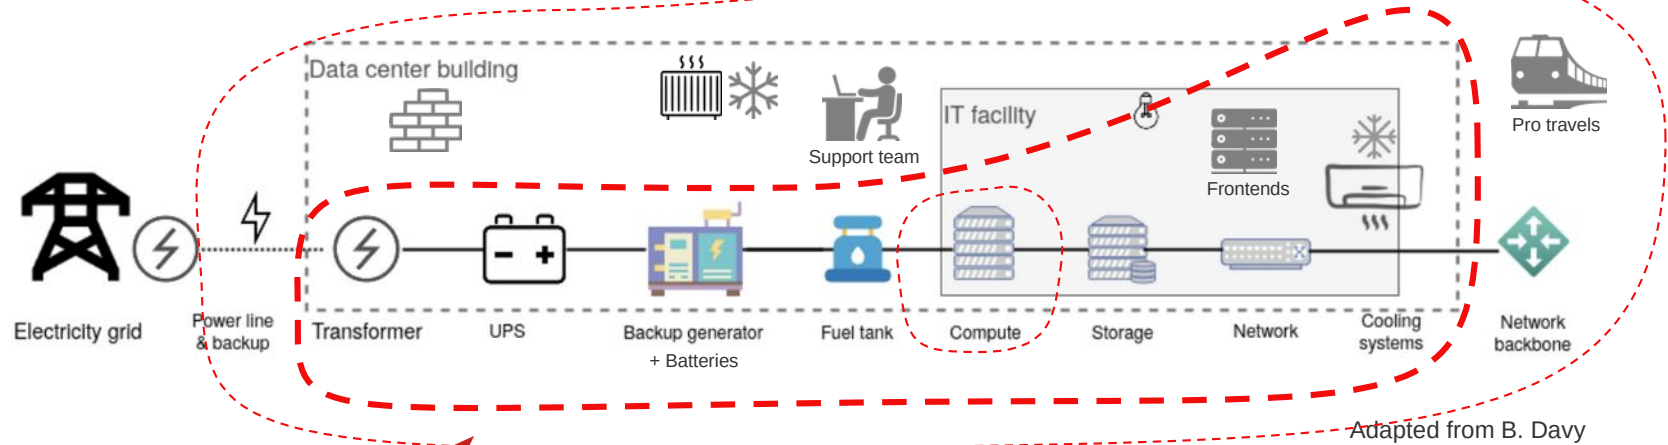 Data center building
Pro travels
IT facility
Support team
Frontends
Electricity grid
Power line
& backup
Transformer
UPS
Backup generator
+ Batteries
Fuel tank
Compute
Storage
Network
Cooling
systems
Network
backbone
Adapted from B. Davy